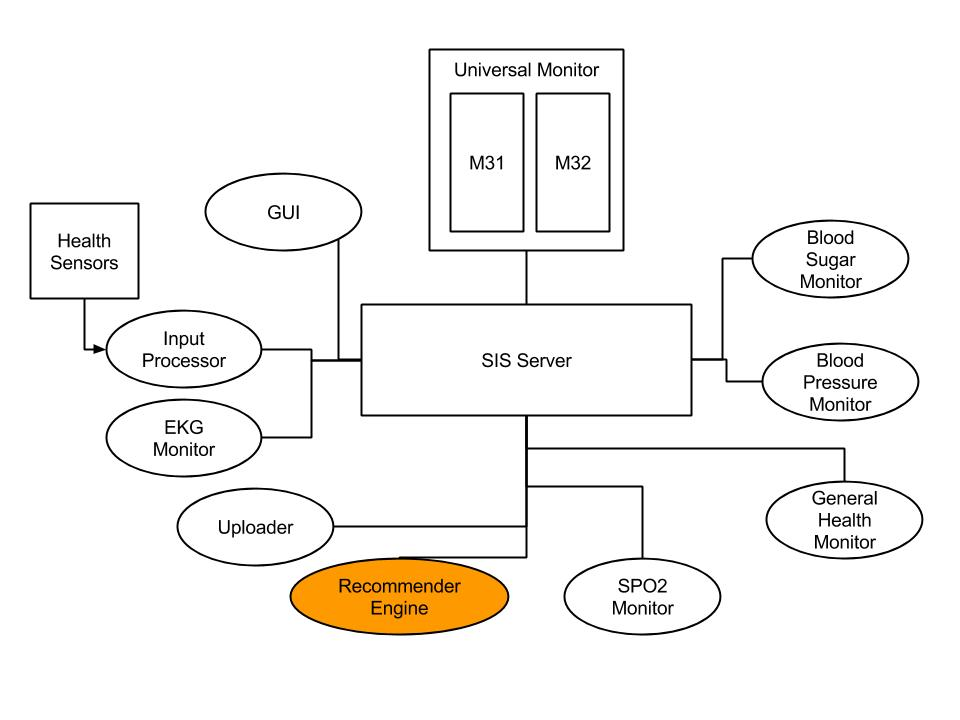 Universal Monitor
M31
M32
GUI
Health
Sensors
Blood
Sugar
Monitor
Input
Processor
SIS Server
Blood
Pressure
Monitor
EKG
Monitor
Uploader
General
Health
Monitor
Recommender
Engine
SPO2
Monitor